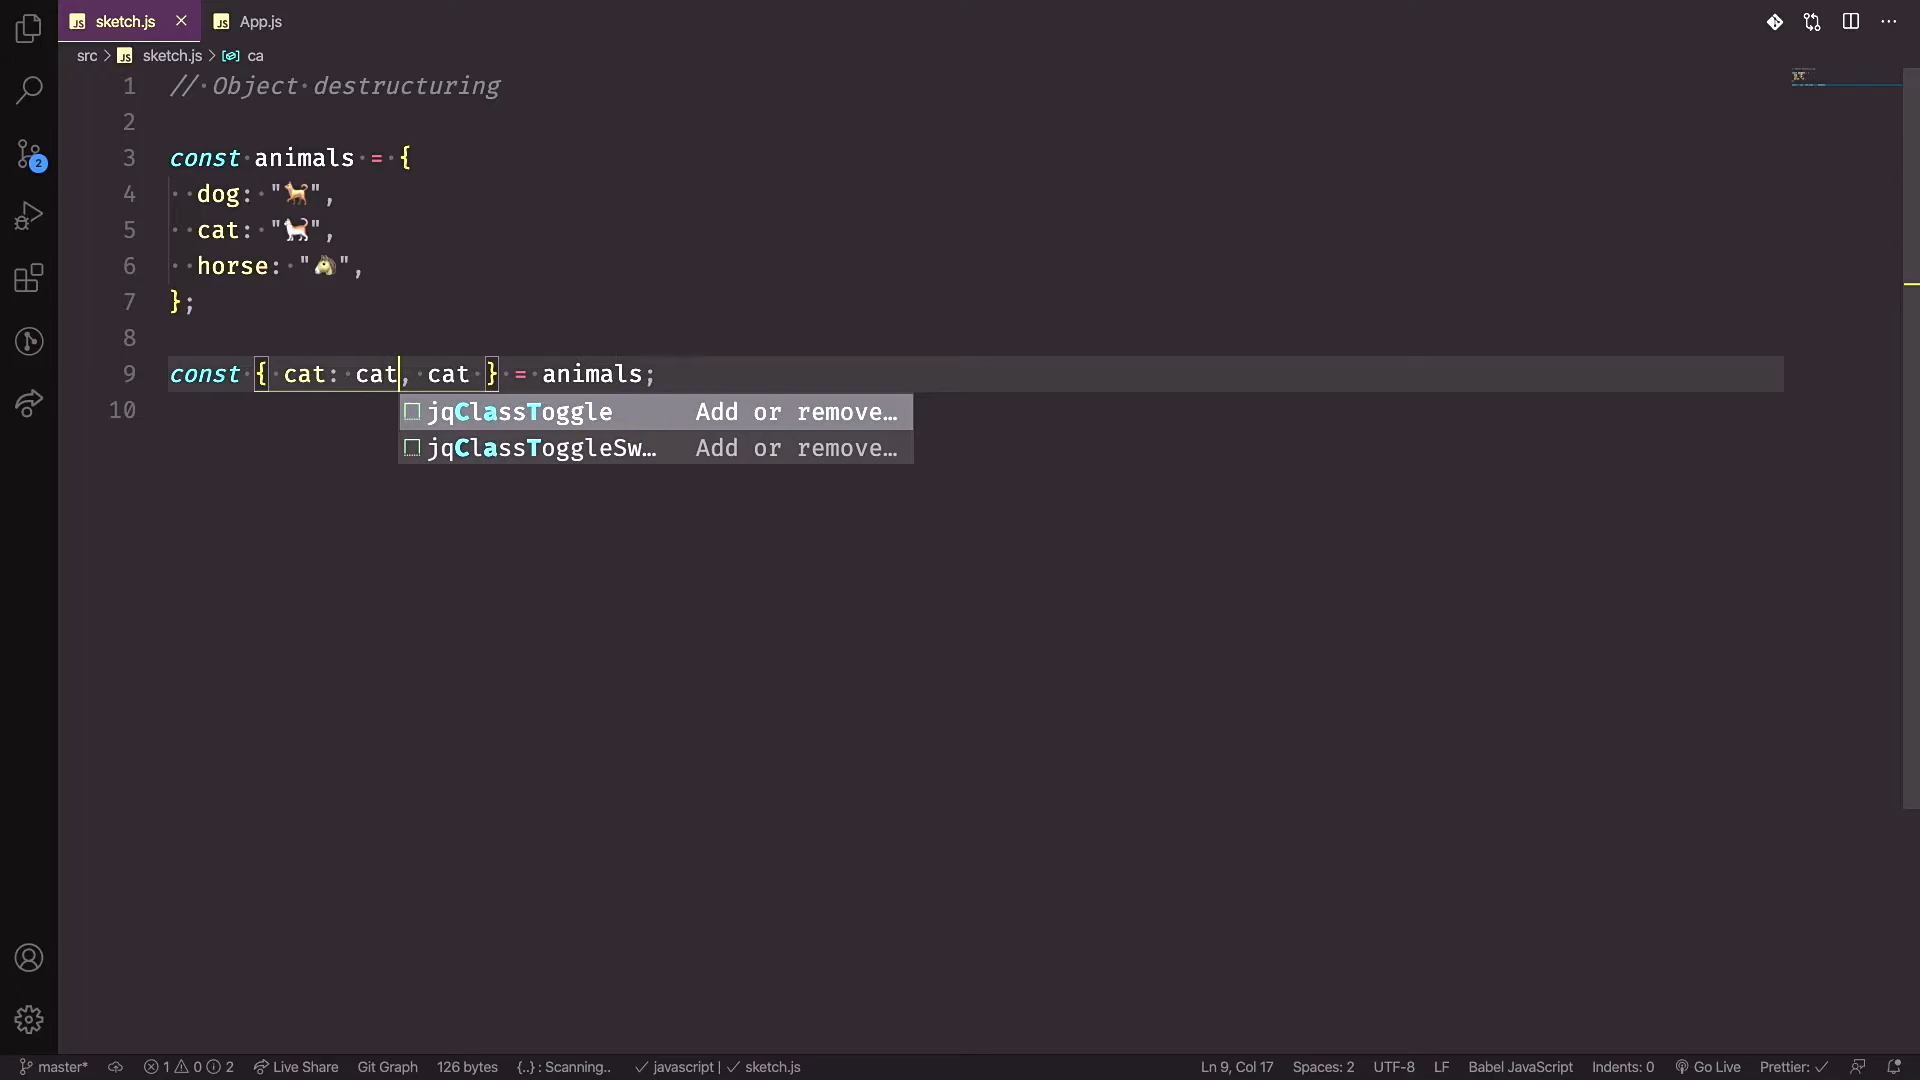 sketch.js
App.js
src > sketch.js > ca
1 // Object destructuring
2
3 const animals = {
4 dog: "🐕",
5 cat: "🐈",
6 horse: "🐴",
7 };
8
9 const { cat: cat, cat } = animals;
jqClassToggle Add or remove…
jqClassToggleSw… Add or remove…
10
2
master* 1 0 2 Live Share Git Graph 126 bytes {..} : Scanning.. javascript | sketch.js Ln 9, Col 17 Spaces: 2 UTF-8 LF Babel JavaScript Indents: 0 Go Live Prettier: